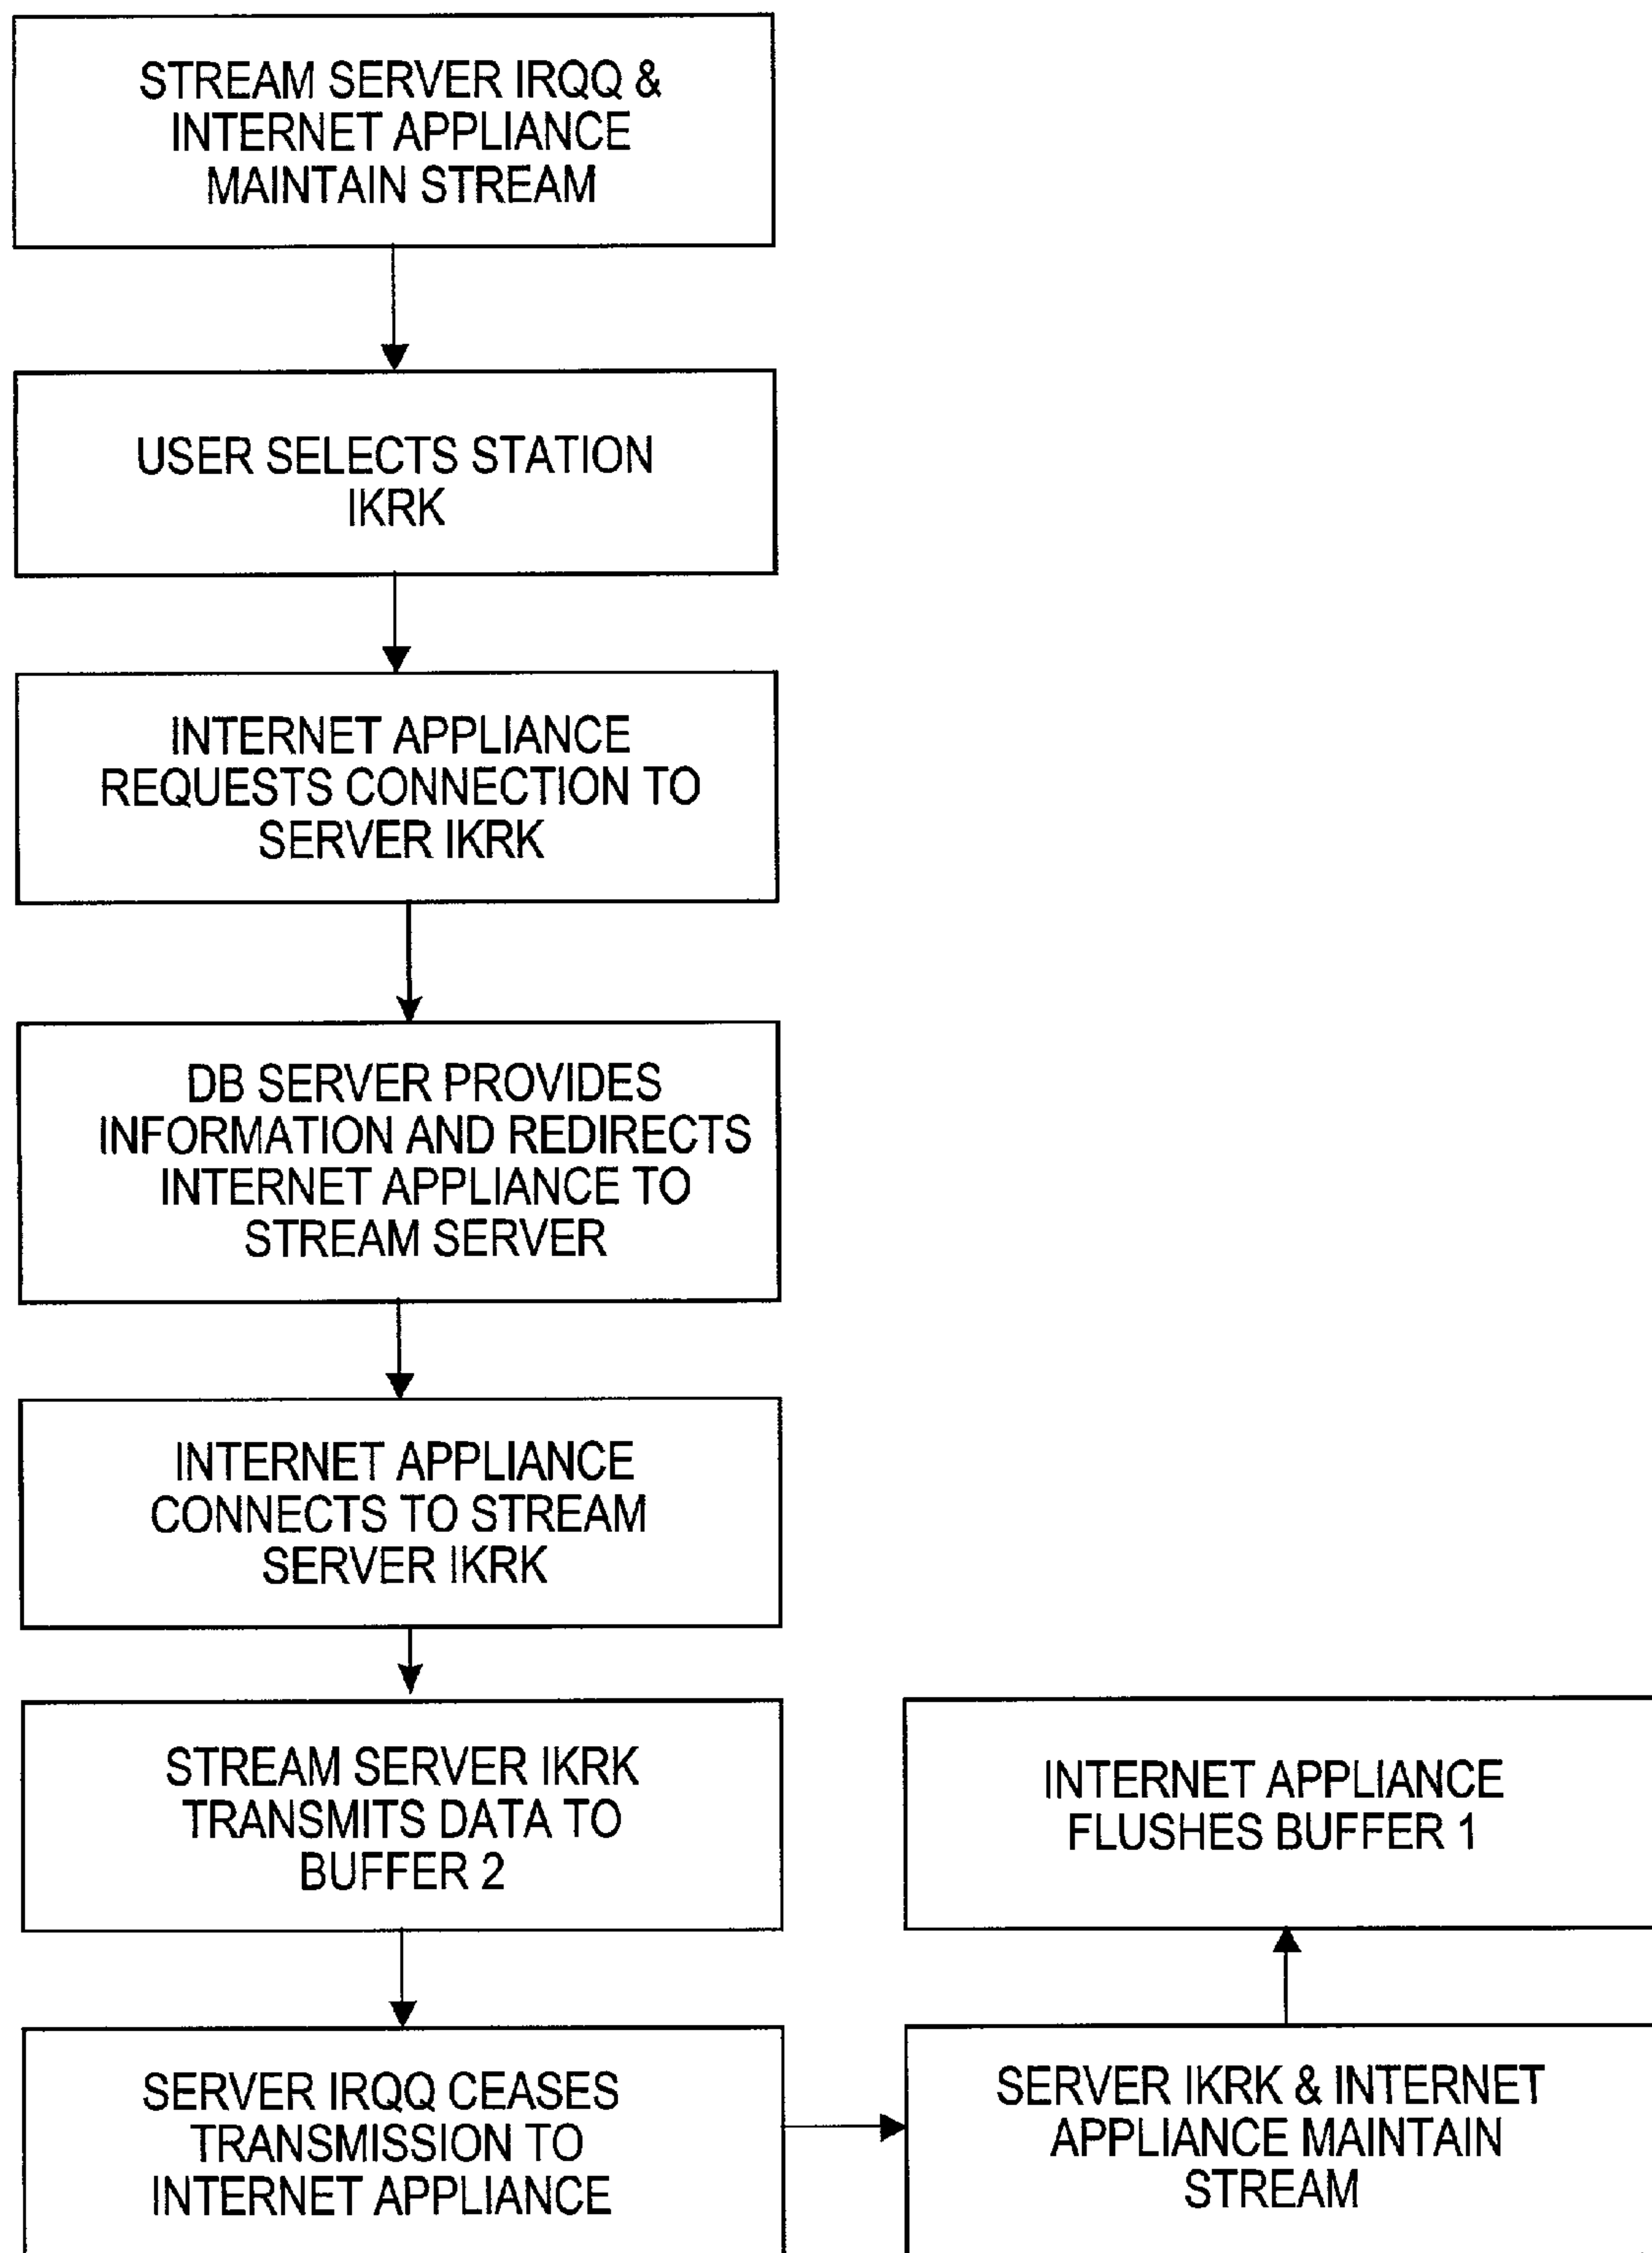 STREAM SERVER IRQQ &
INTERNET APPLIANCE
MAINTAIN STREAM
USER SELECTS STATION
IKRK
INTERNET APPLIANCE
REQUESTS CONNECTION TO
SERVER IKRK
DB SERVER PROVIDES
INFORMATION AND REDIRECTS
INTERNET APPLIANCE TO
STREAM SERVER
INTERNET APPLIANCE
CONNECTS TO STREAM
SERVER IKRK
STREAM SERVER IKRK
TRANSMITS DATA TO
BUFFER 2
SERVER IRQQ CEASES
TRANSMISSION TO
INTERNET APPLIANCE
SERVER IKRK & INTERNET
APPLIANCE MAINTAIN
STREAM
INTERNET APPLIANCE
FLUSHES BUFFER 1